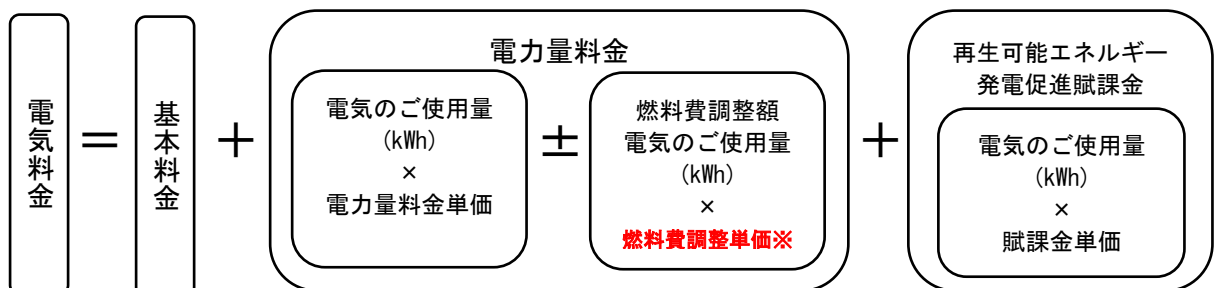 電気料金
＝
基本料金
＋
電力量料金
電気のご使用量
(kWh)
×
電力量料金単価
±
燃料費調整額
電気のご使用量
(kWh)
×
燃料費調整単価※
＋
再生可能エネルギー
発電促進賦課金
電気のご使用量
(kWh)
×
賦課金単価